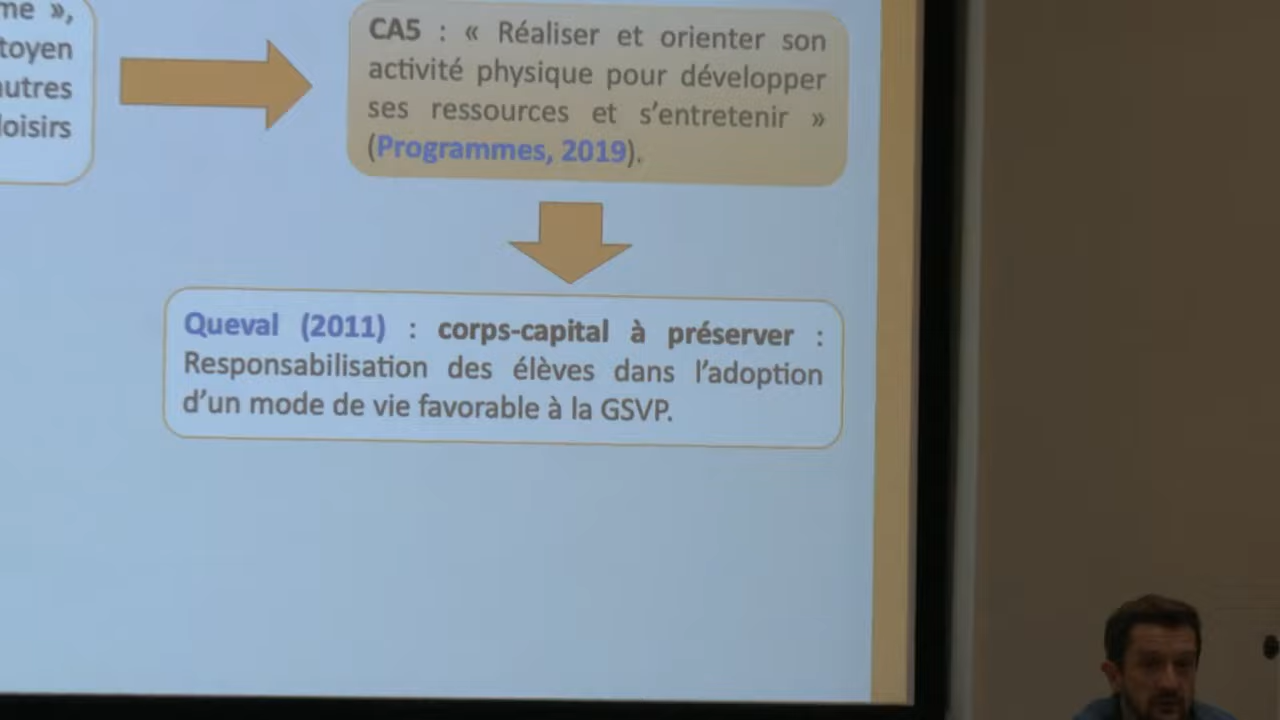 me »,
toyen
autres
loisirs
CA5 : « Réaliser et orienter son
activité physique pour développer
ses ressources et s’entretenir »
(Programmes, 2019).
Queval (2011) : corps-capital à préserver :
Responsabilisation des élèves dans l’adoption
d’un mode de vie favorable à la GSVP.